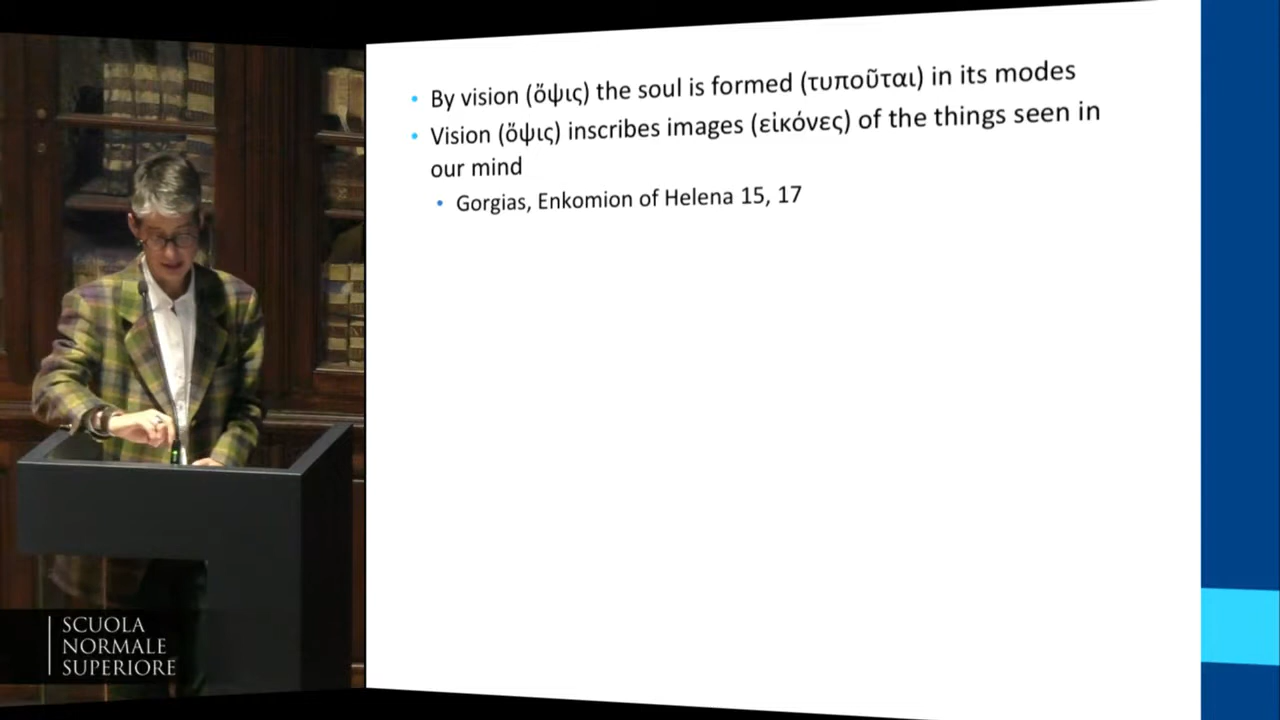 By vision (ὄψις) the soul is formed (τυποῦται) in its modes
Vision (ὄψις) inscribes images (εἰκόνες) of the things seen in
our mind
Gorgias, Enkomion of Helena 15, 17
SCUOLA
NORMALE
SUPERIORE